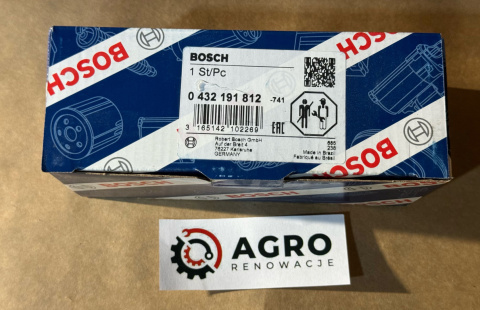 BOSCH
BOSCH
1 St/Pc
0 432 191 812 -741
3 165142 102269
EAC
Robert Bosch GmbH
Auf der Breit 4
76227 Karlsruhe
GERMANY
Made in Brazil
Fabriqué au Brésil
BOSCH
AGRO
RENOWACJE